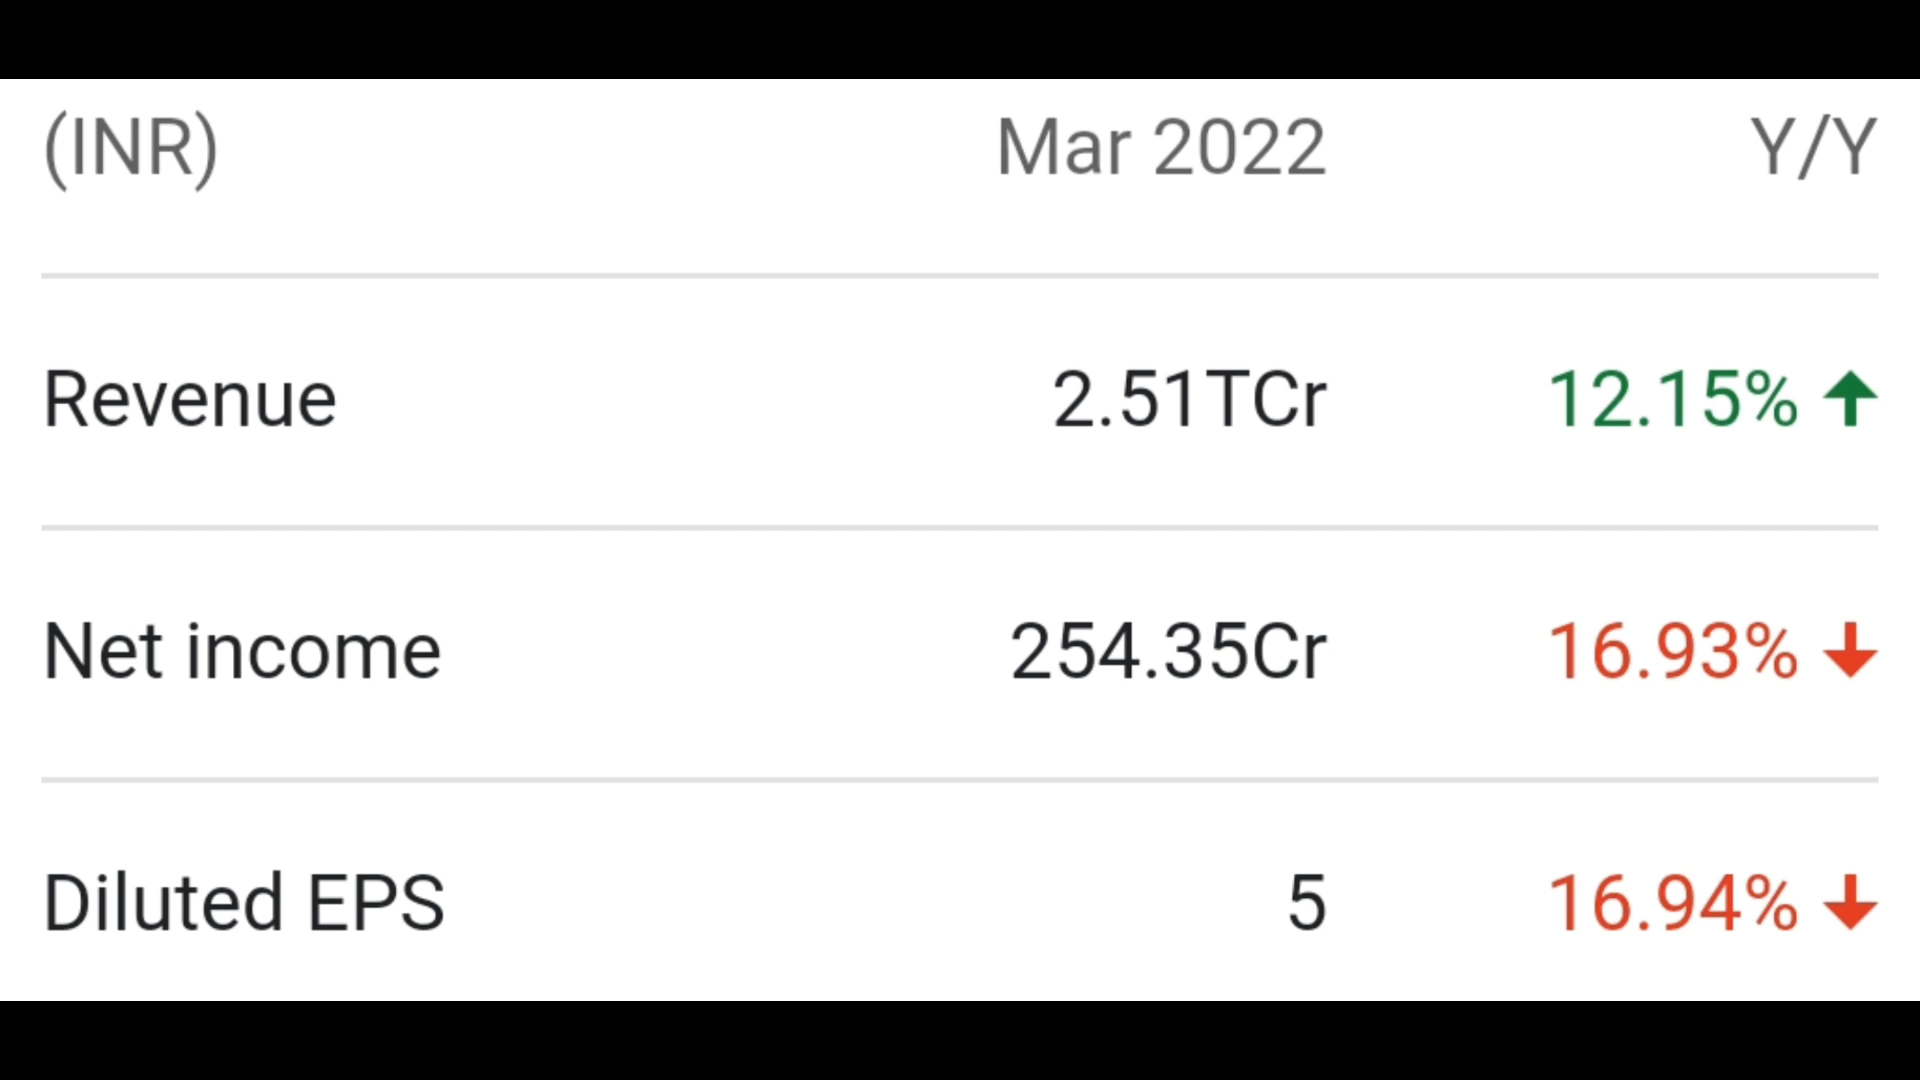 (INR) Mar 2022 Y/Y
Revenue 2.51TCr 12.15%
Net income 254.35Cr 16.93%
Diluted EPS 5 16.94%